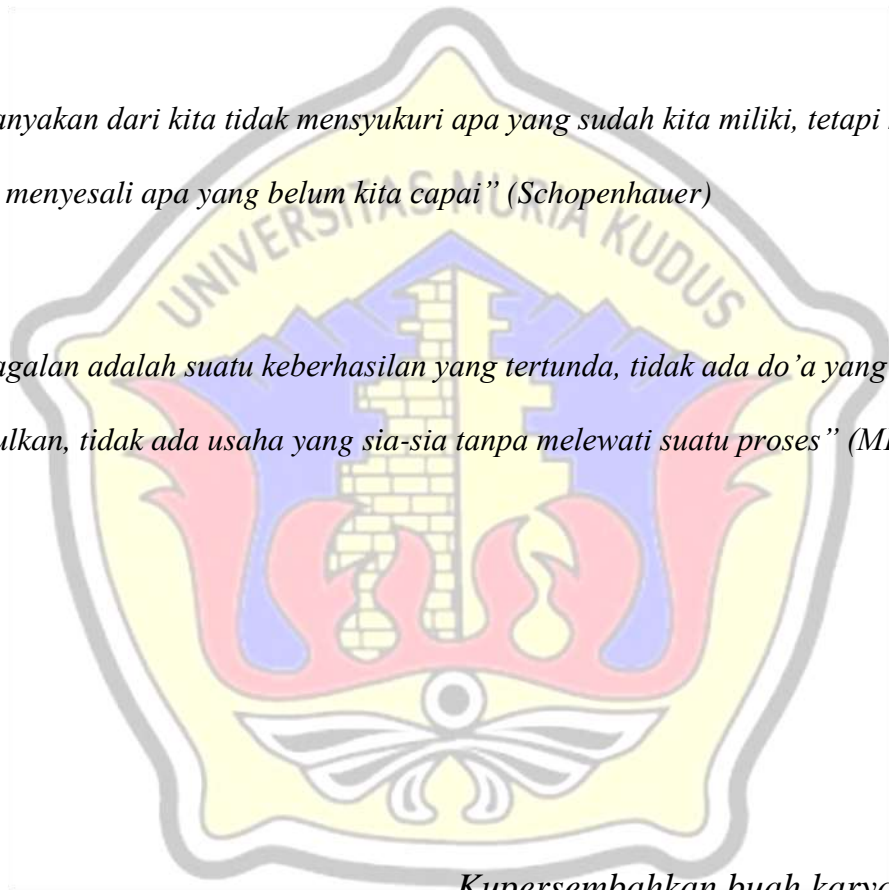 anyakan dari kita tidak mensyukuri apa yang sudah kita miliki, tetapi
menyesali apa yang belum kita capai” (Schopenhauer)
UNIVERSITAS MURIA KUDUS
agalan adalah suatu keberhasilan yang tertunda, tidak ada do’a yang
ulkan, tidak ada usaha yang sia-sia tanpa melewati suatu proses” (M
Kupersembahkan buah karya